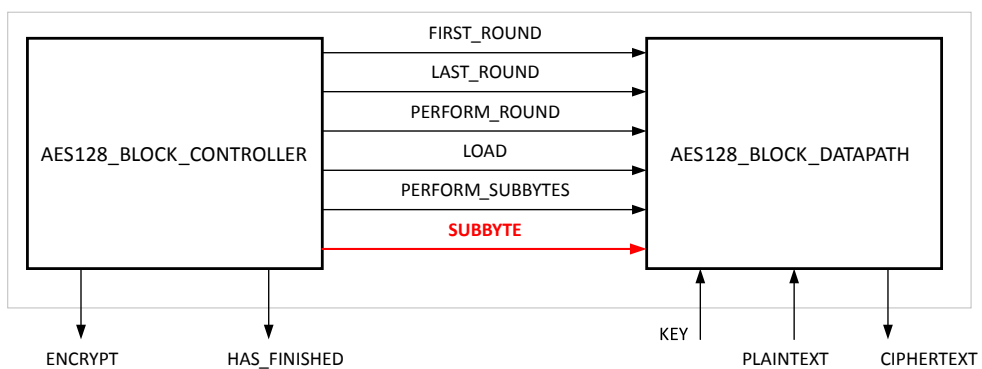 FIRST_ROUND
LAST_ROUND
PERFORM_ROUND
AES128_BLOCK_CONTROLLER
LOAD
AES128_BLOCK_DATAPATH
PERFORM_SUBBYTES
SUBBYTE
KEY
ENCRYPT
HAS_FINISHED
PLAINTEXT
CIPHERTEXT